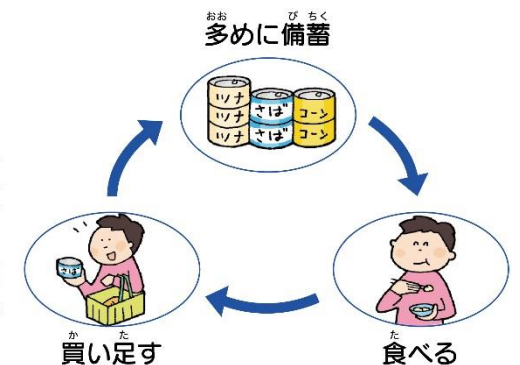 おお び ちく
多めに備蓄
ツナ さば コーン
ツナ さば コーン
ツナ
さば
か た
買い足す
た
食べる